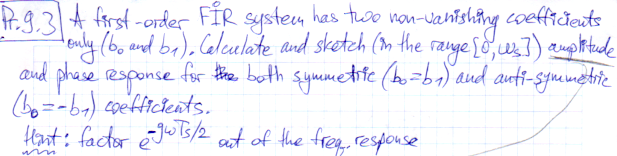 Pr.9.3 A first-order FIR system has two non-vanishing coefficients
only (b₀ and b₁). Calculate and sketch (in the range {0, ωs}) amplitude
and phase response for both symmetric (b₀=b₁) and anti-symmetric
(b₀=-b₁) coefficients.
Hint: factor e^-jωTs/2 out of the freq. response